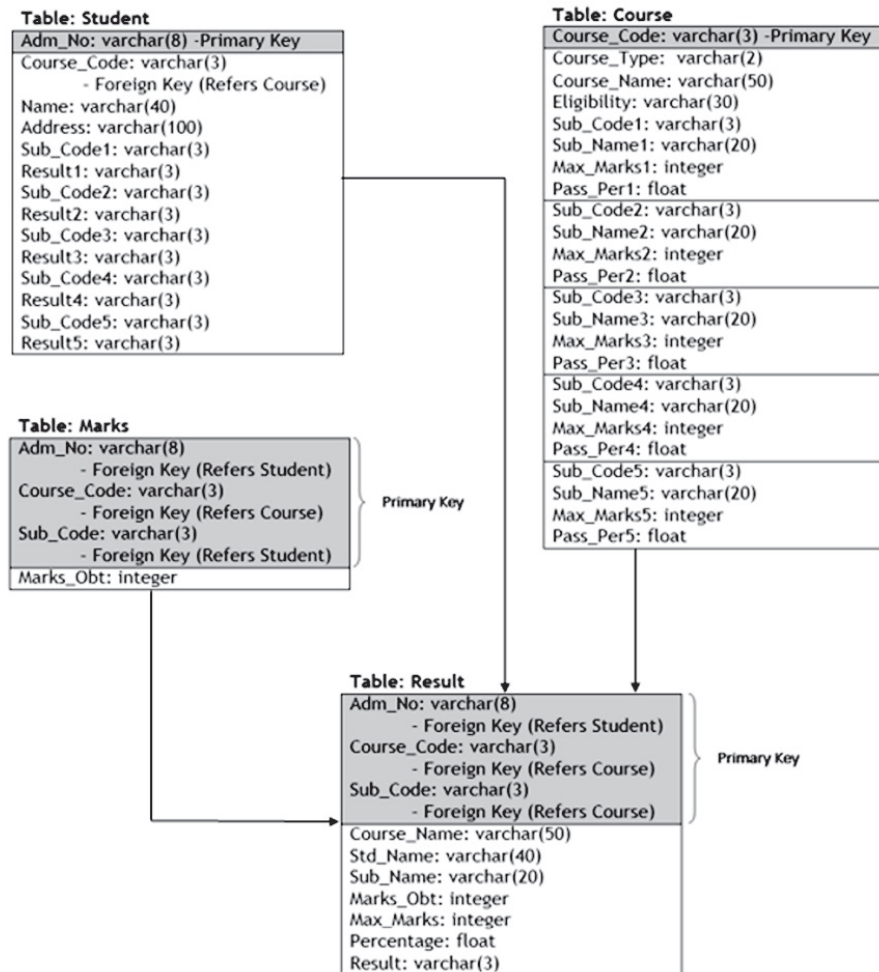 Table: Student
Adm_No: varchar(8) -Primary Key
Course_Code: varchar(3)
- Foreign Key (Refers Course)
Name: varchar(40)
Address: varchar(100)
Sub_Code1: varchar(3)
Result1: varchar(3)
Sub_Code2: varchar(3)
Result2: varchar(3)
Sub_Code3: varchar(3)
Result3: varchar(3)
Sub_Code4: varchar(3)
Result4: varchar(3)
Sub_Code5: varchar(3)
Result5: varchar(3)
Table: Course
Course_Code: varchar(3) -Primary Key
Course_Type: varchar(2)
Course_Name: varchar(50)
Eligibility: varchar(30)
Sub_Code1: varchar(3)
Sub_Name1: varchar(20)
Max_Marks1: integer
Pass_Per1: float
Sub_Code2: varchar(3)
Sub_Name2: varchar(20)
Max_Marks2: integer
Pass_Per2: float
Sub_Code3: varchar(3)
Sub_Name3: varchar(20)
Max_Marks3: integer
Pass_Per3: float
Sub_Code4: varchar(3)
Sub_Name4: varchar(20)
Max_Marks4: integer
Pass_Per4: float
Sub_Code5: varchar(3)
Sub_Name5: varchar(20)
Max_Marks5: integer
Pass_Per5: float
Table: Marks
Adm_No: varchar(8)
- Foreign Key (Refers Student)
Course_Code: varchar(3)
- Foreign Key (Refers Course)
Sub_Code: varchar(3)
- Foreign Key (Refers Student)
Marks_Obt: integer
Primary Key
Table: Result
Adm_No: varchar(8)
- Foreign Key (Refers Student)
Course_Code: varchar(3)
- Foreign Key (Refers Course)
Sub_Code: varchar(3)
- Foreign Key (Refers Course)
Course_Name: varchar(50)
Std_Name: varchar(40)
Sub_Name: varchar(20)
Marks_Obt: integer
Max_Marks: integer
Percentage: float
Result: varchar(3)
Primary Key